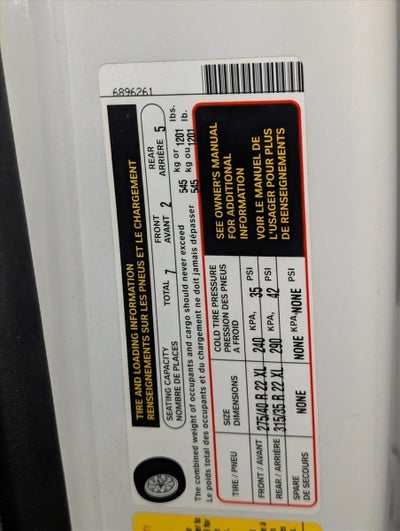 6896261
TIRE AND LOADING INFORMATION
RENSEIGNEMENTS SUR LES PNEUS ET LE CHARGEMENT
SEATING CAPACITY
NOMBRE DE PLACES
TOTAL 7
FRONT
AVANT 2
REAR
ARRIÈRE 5
The combined weight of occupants and cargo should never exceed 545 kg or 1201 lbs.
Le poids total des occupants et du chargement ne doit jamais dépasser 545 kg ou 1201 lb.
TIRE / PNEU
SIZE
DIMENSIONS
COLD TIRE PRESSURE
PRESSION DES PNEUS
A FROID
FRONT / AVANT 275/40 R 22 XL 240 KPA, 35 PSI
REAR / ARRIÈRE 315/35 R 22 XL 290 KPA, 42 PSI
SPARE
DE SECOURS
NONE NONE KPA, NONE PSI
SEE OWNER'S MANUAL
FOR ADDITIONAL
INFORMATION
VOIR LE MANUEL DE
L'USAGER POUR PLUS
DE RENSEIGNEMENTS